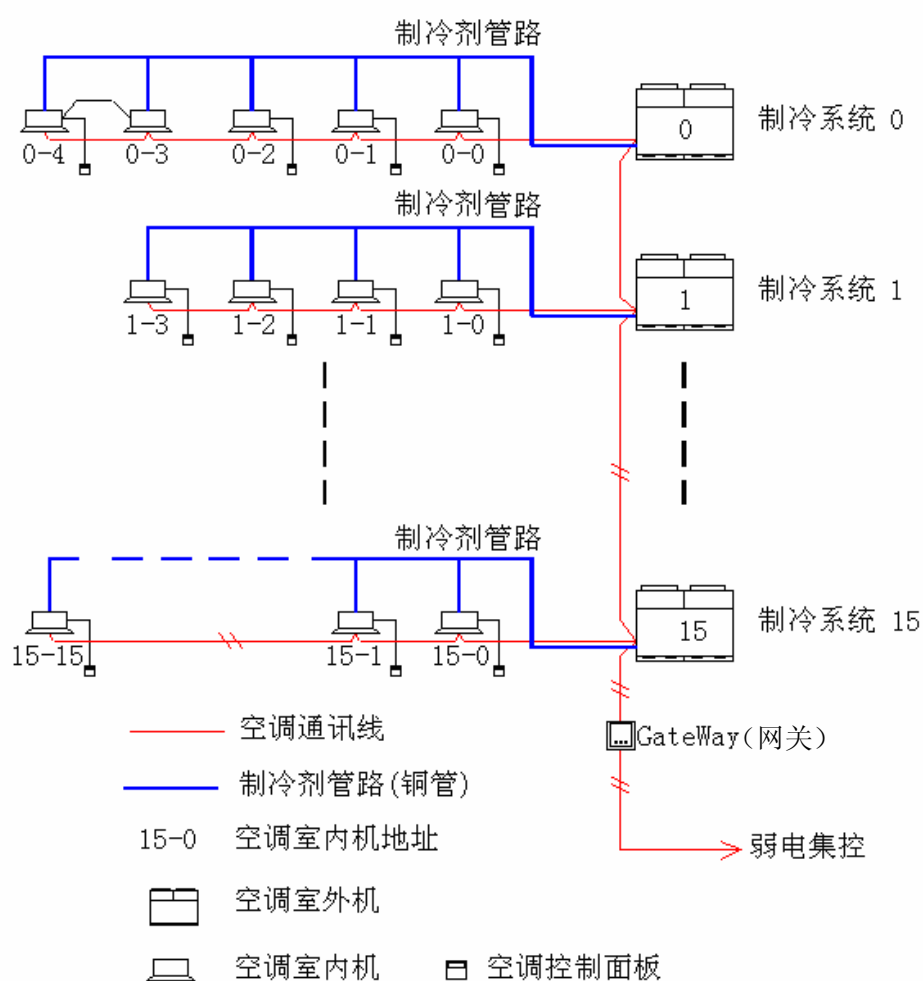 制冷剂管路
0 制冷系统 0
0-4 0-3 0-2 0-1 0-0
制冷剂管路
1 制冷系统 1
1-3 1-2 1-1 1-0
制冷剂管路
15 制冷系统 15
15-15 15-1 15-0
空调通讯线
GateWay(网关)
制冷剂管路(铜管)
15-0 空调室内机地址
弱电集控
空调室外机
空调室内机 空调控制面板